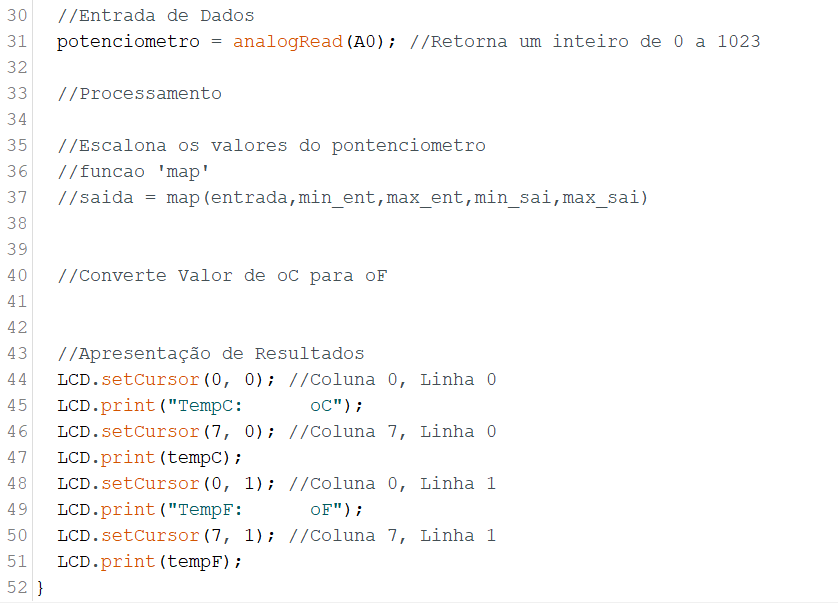 30 //Entrada de Dados
31 potenciometro = analogRead(A0); //Retorna um inteiro de 0 a 1023
32
33 //Processamento
34
35 //Escalona os valores do pontenciometro
36 //funcao 'map'
37 //saida = map(entrada,min_ent,max_ent,min_sai,max_sai)
38
39
40 //Converte Valor de oC para oF
41
42
43 //Apresentação de Resultados
44 LCD.setCursor(0, 0); //Coluna 0, Linha 0
45 LCD.print("TempC:      oC");
46 LCD.setCursor(7, 0); //Coluna 7, Linha 0
47 LCD.print(tempC);
48 LCD.setCursor(0, 1); //Coluna 0, Linha 1
49 LCD.print("TempF:      oF");
50 LCD.setCursor(7, 1); //Coluna 7, Linha 1
51 LCD.print(tempF);
52 }